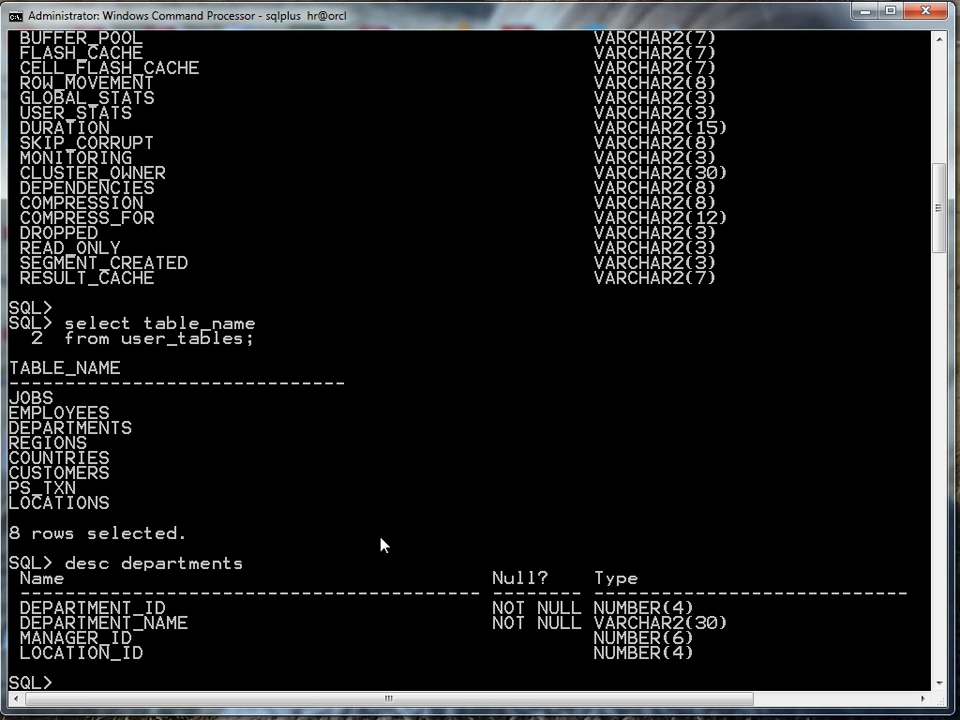 Administrator: Windows Command Processor - sqlplus  hr@orcl
BUFFER_POOL VARCHAR2(7)
FLASH_CACHE VARCHAR2(7)
CELL_FLASH_CACHE VARCHAR2(7)
ROW_MOVEMENT VARCHAR2(8)
GLOBAL_STATS VARCHAR2(3)
USER_STATS VARCHAR2(3)
DURATION VARCHAR2(15)
SKIP_CORRUPT VARCHAR2(8)
MONITORING VARCHAR2(3)
CLUSTER_OWNER VARCHAR2(30)
DEPENDENCIES VARCHAR2(8)
COMPRESSION VARCHAR2(8)
COMPRESS_FOR VARCHAR2(12)
DROPPED VARCHAR2(3)
READ_ONLY VARCHAR2(3)
SEGMENT_CREATED VARCHAR2(3)
RESULT_CACHE VARCHAR2(7)
SQL>
SQL> select table_name
2  from user_tables;
TABLE_NAME
------------------------------
JOBS
EMPLOYEES
DEPARTMENTS
REGIONS
COUNTRIES
CUSTOMERS
PS_TXN
LOCATIONS
8 rows selected.
SQL> desc departments
Name Null? Type
----------------------------------------- -------- ----------------------------
DEPARTMENT_ID NOT NULL NUMBER(4)
DEPARTMENT_NAME NOT NULL VARCHAR2(30)
MANAGER_ID NUMBER(6)
LOCATION_ID NUMBER(4)
SQL>